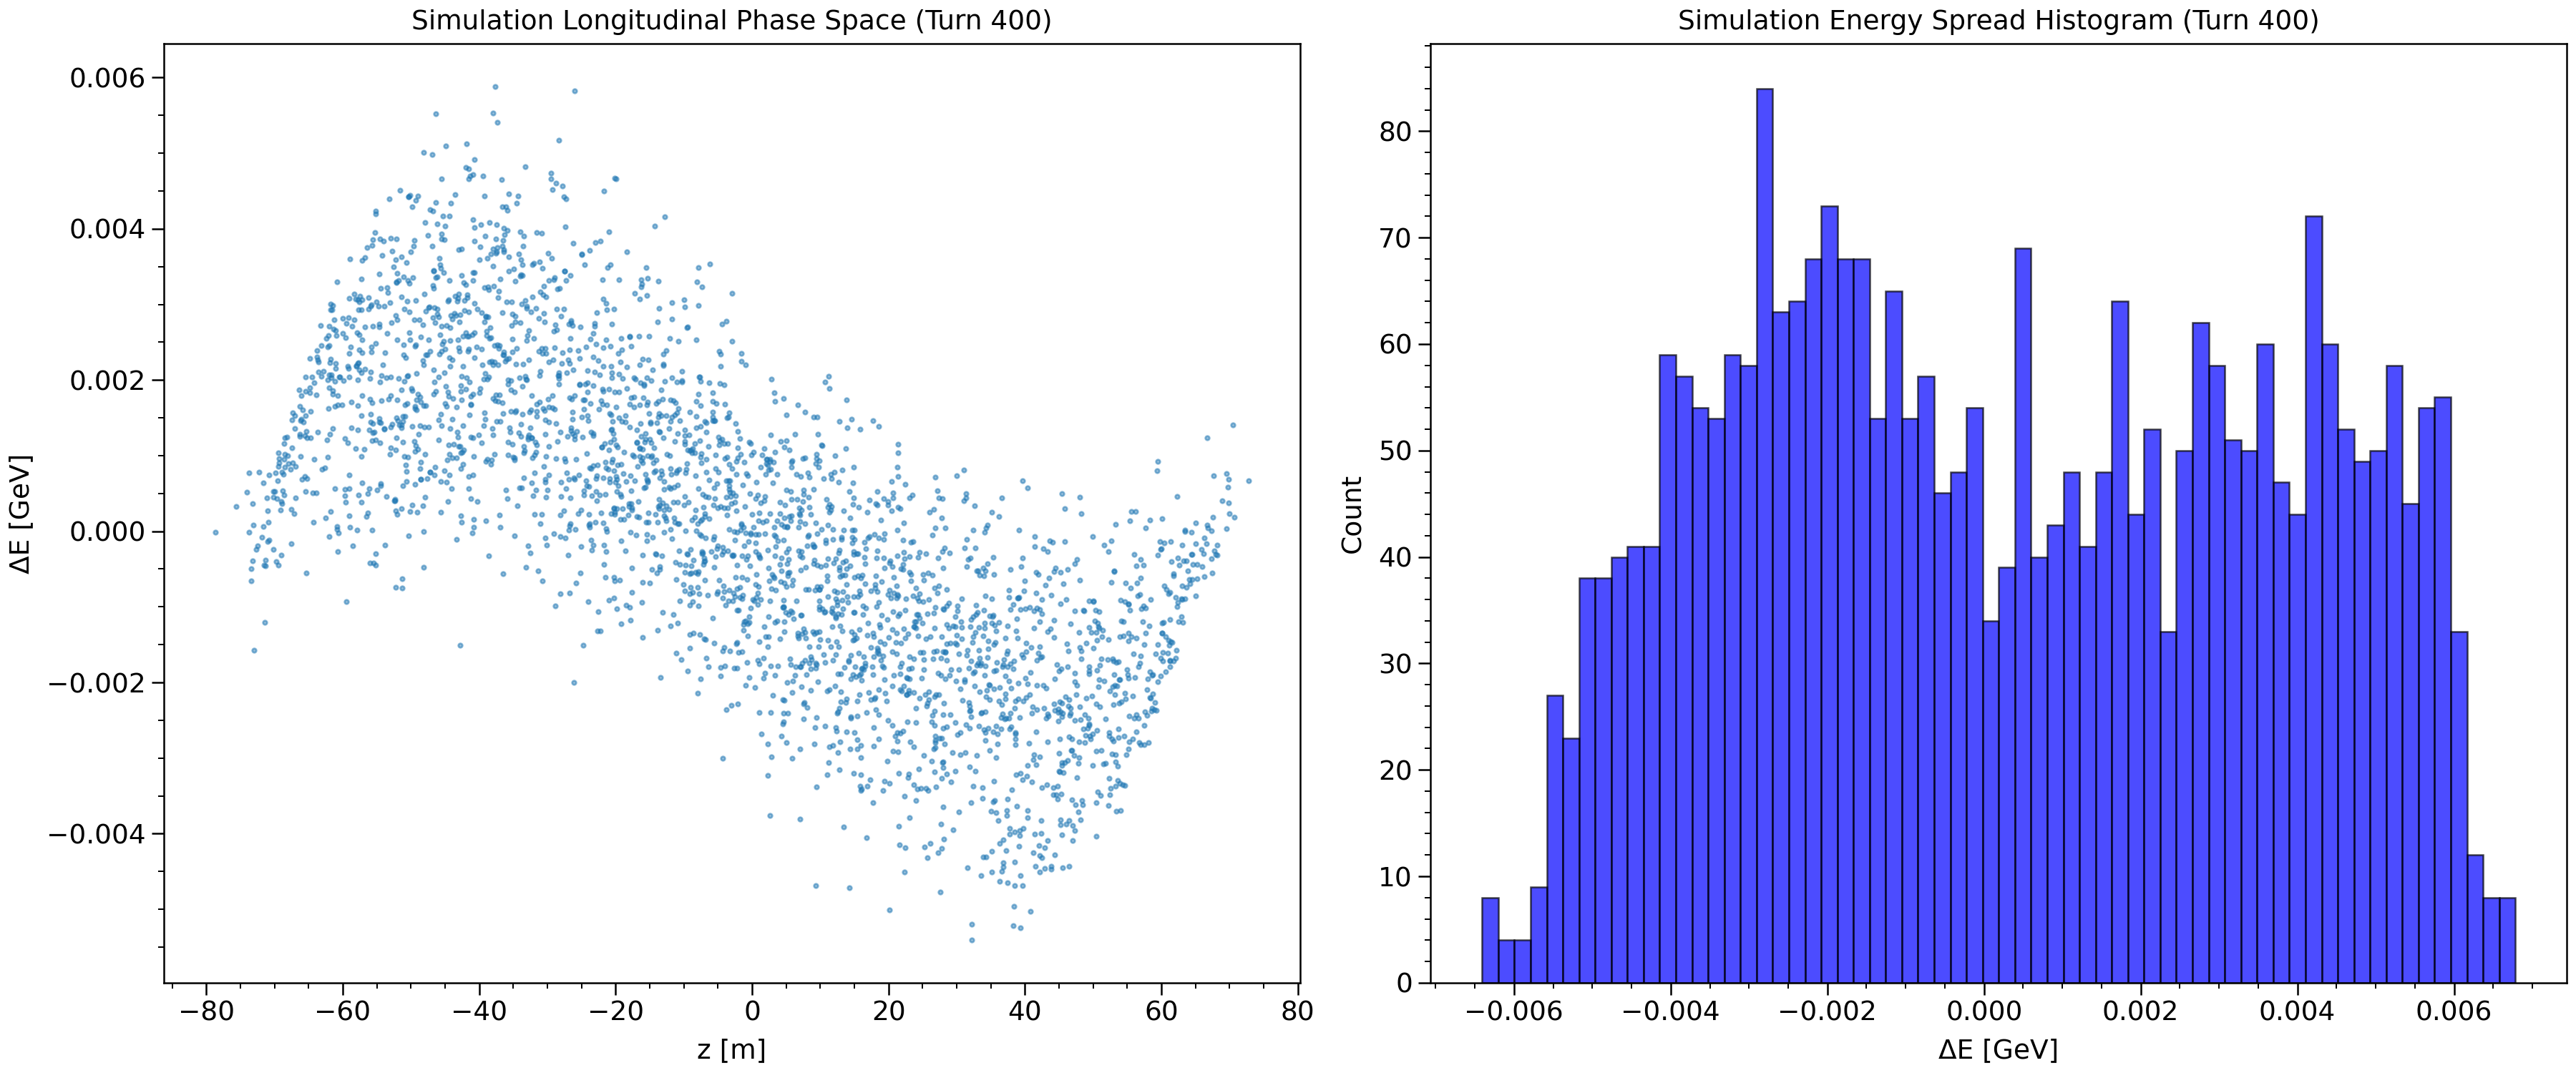 Simulation Longitudinal Phase Space (Turn 400)
0.006
0.004
0.002
0.000
−0.002
−0.004
ΔE [GeV]
−80 −60 −40 −20 0 20 40 60 80
z [m]
Simulation Energy Spread Histogram (Turn 400)
80
70
60
50
40
30
20
10
0
Count
−0.006 −0.004 −0.002 0.000 0.002 0.004 0.006
ΔE [GeV]